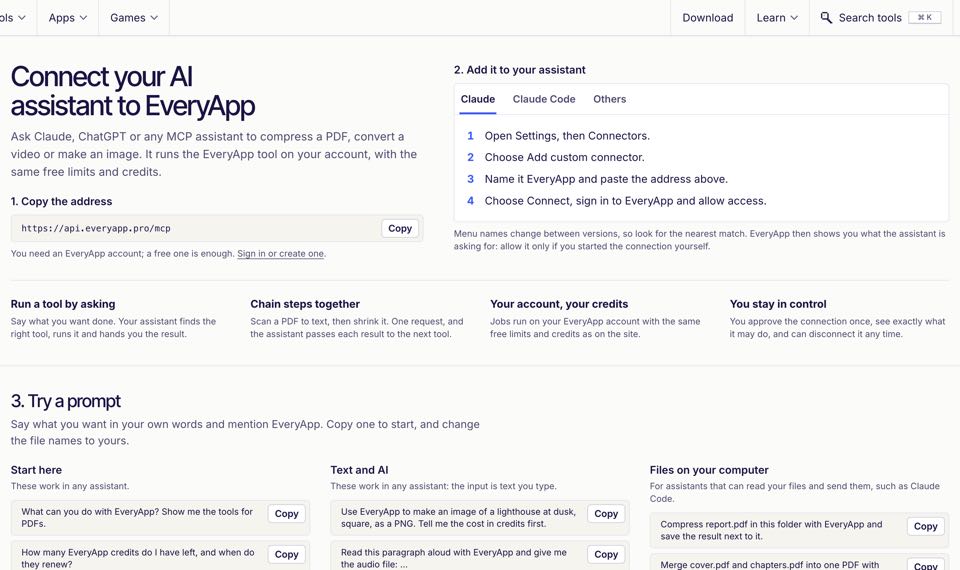 ols
Apps
Games
Download
Learn
Search tools
⌘ K
Connect your AI
assistant to EveryApp
Ask Claude, ChatGPT or any MCP assistant to compress a PDF, convert a
video or make an image. It runs the EveryApp tool on your account, with the
same free limits and credits.
1. Copy the address
https://api.everyapp.pro/mcp
Copy
You need an EveryApp account; a free one is enough. Sign in or create one.
2. Add it to your assistant
Claude
Claude Code
Others
1 Open Settings, then Connectors.
2 Choose Add custom connector.
3 Name it EveryApp and paste the address above.
4 Choose Connect, sign in to EveryApp and allow access.
Menu names change between versions, so look for the nearest match. EveryApp then shows you what the assistant is
asking for: allow it only if you started the connection yourself.
Run a tool by asking
Say what you want done. Your assistant finds the
right tool, runs it and hands you the result.
Chain steps together
Scan a PDF to text, then shrink it. One request, and
the assistant passes each result to the next tool.
Your account, your credits
Jobs run on your EveryApp account with the same
free limits and credits as on the site.
You stay in control
You approve the connection once, see exactly what
it may do, and can disconnect it any time.
3. Try a prompt
Say what you want in your own words and mention EveryApp. Copy one to start, and change
the file names to yours.
Start here
These work in any assistant.
What can you do with EveryApp? Show me the tools for
PDFs.
Copy
How many EveryApp credits do I have left, and when do
they renew?
Copy
Text and AI
These work in any assistant: the input is text you type.
Use EveryApp to make an image of a lighthouse at dusk,
square, as a PNG. Tell me the cost in credits first.
Copy
Read this paragraph aloud with EveryApp and give me
the audio file: ...
Copy
Files on your computer
For assistants that can read your files and send them, such as Claude
Code.
Compress report.pdf in this folder with EveryApp and
save the result next to it.
Copy
Merge cover.pdf and chapters.pdf into one PDF with
Copy